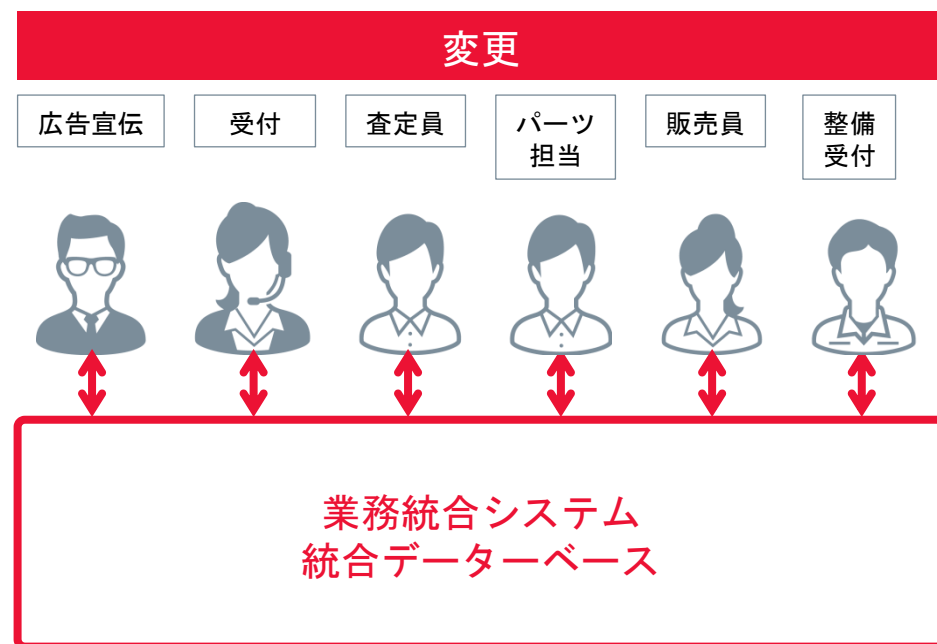 変更
広告宣伝
受付
査定員
パーツ
担当
販売員
整備
受付
業務統合システム
統合データーベース